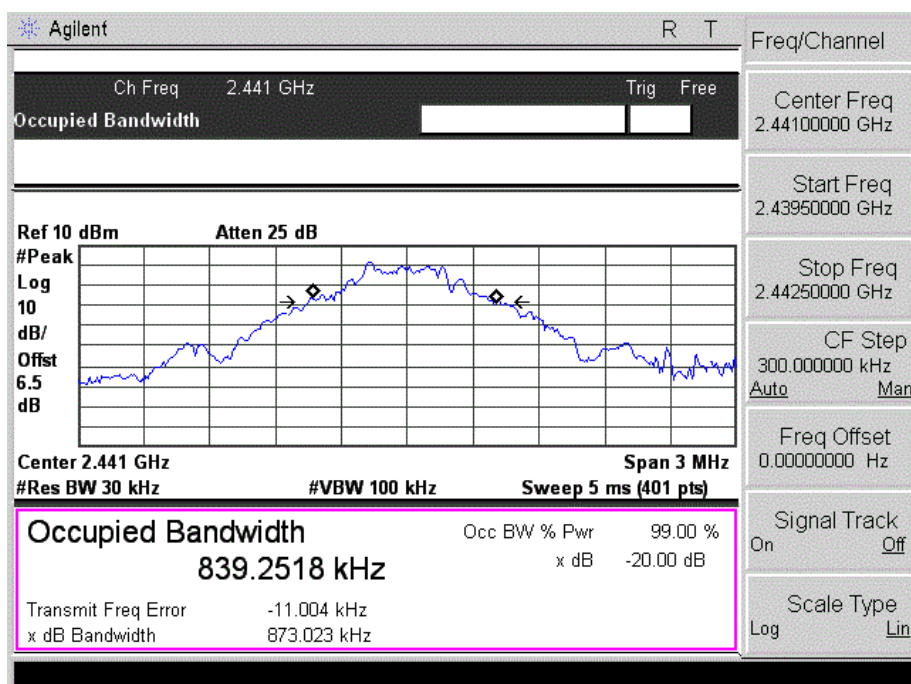 Agilent R T
Ch Freq 2.441 GHz Trig Free
Occupied Bandwidth
Ref 10 dBm Atten 25 dB
#Peak
Log
10
dB/
Offst
6.5
dB
Center 2.441 GHz Span 3 MHz
#Res BW 30 kHz #VBW 100 kHz Sweep 5 ms (401 pts)
Occupied Bandwidth
839.2518 kHz
Occ BW % Pwr 99.00 %
x dB -20.00 dB
Transmit Freq Error -11.004 kHz
x dB Bandwidth 873.023 kHz
Freq/Channel
Center Freq
2.44100000 GHz
Start Freq
2.43950000 GHz
Stop Freq
2.44250000 GHz
CF Step
300.000000 kHz
Auto Man
Freq Offset
0.00000000 Hz
Signal Track
On Off
Scale Type
Log Lin